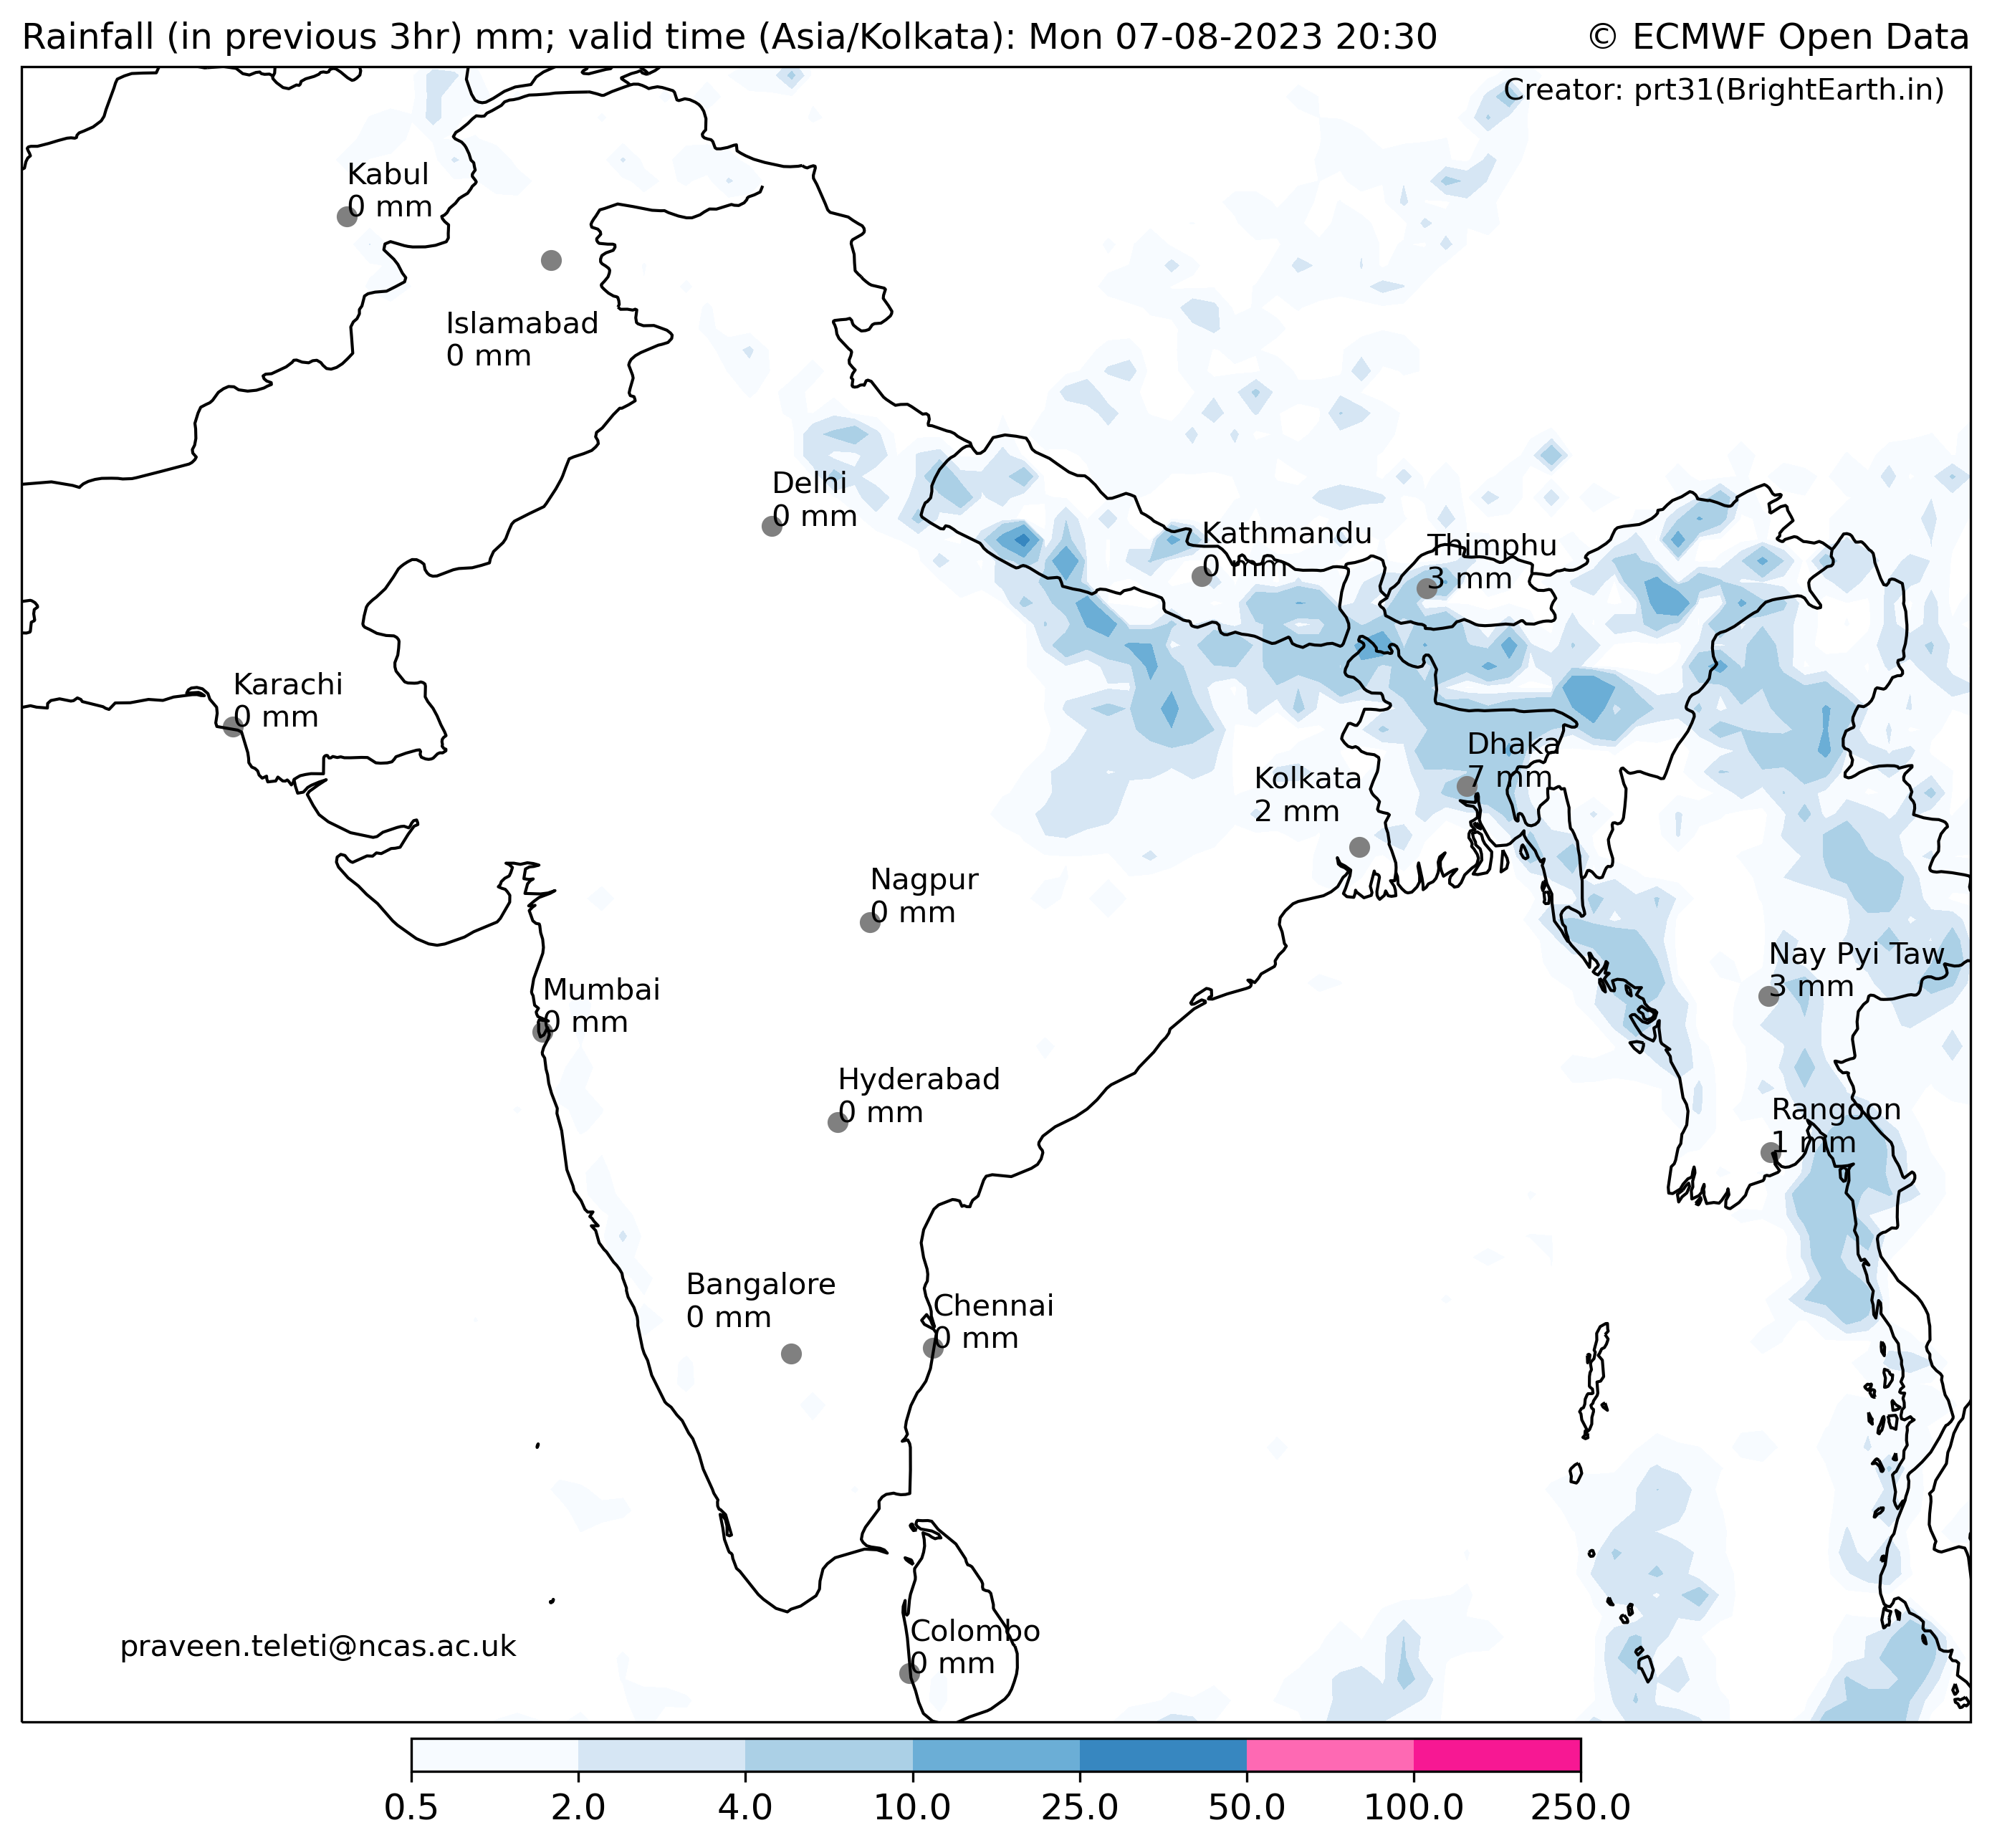 Rainfall (in previous 3hr) mm; valid time (Asia/Kolkata): Mon 07-08-2023 20:30
© ECMWF Open Data
Creator: prt31(BrightEarth.in)
Kabul
0 mm
Islamabad
0 mm
Delhi
0 mm
Kathmandu
0 mm
Thimphu
3 mm
Karachi
0 mm
Dhaka
7 mm
Kolkata
2 mm
Nagpur
0 mm
Nay Pyi Taw
3 mm
Mumbai
0 mm
Hyderabad
0 mm
Rangoon
1 mm
Bangalore
0 mm
Chennai
0 mm
Colombo
0 mm
praveen.teleti@ncas.ac.uk
0.5 2.0 4.0 10.0 25.0 50.0 100.0 250.0